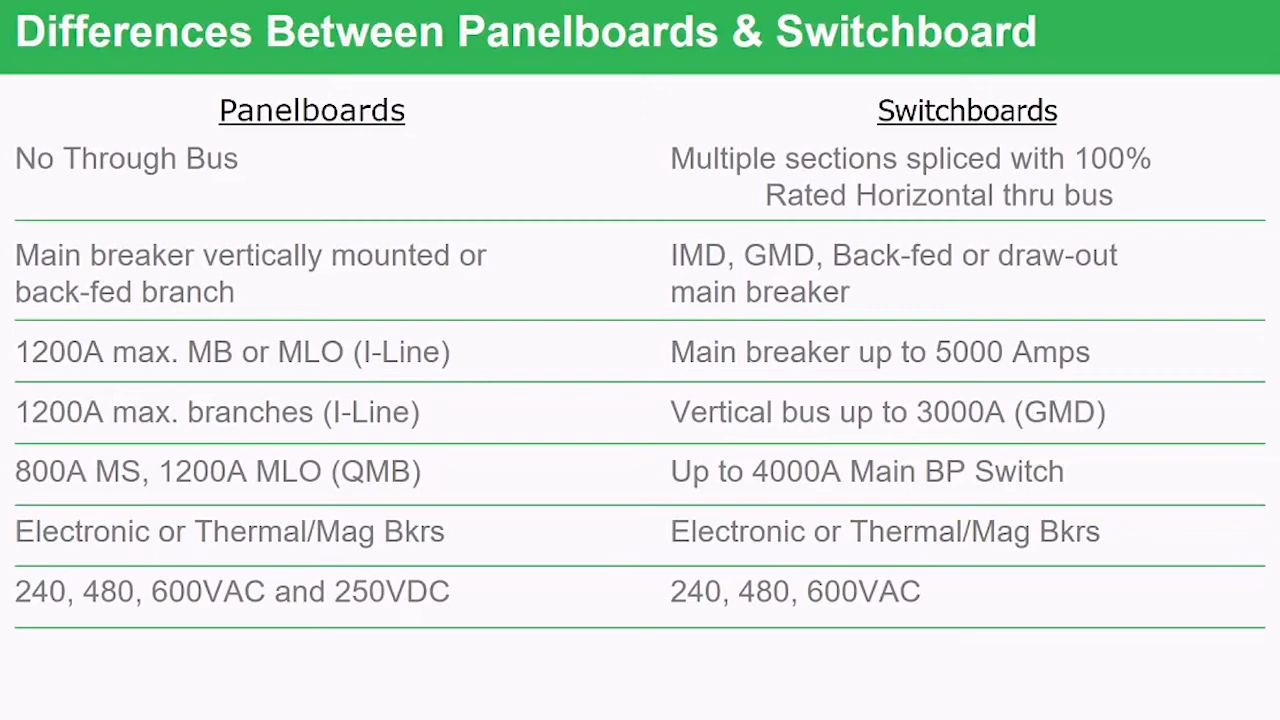 Differences Between Panelboards & Switchboard
Panelboards
Switchboards
No Through Bus
Multiple sections spliced with 100%
Rated Horizontal thru bus
Main breaker vertically mounted or
back-fed branch
IMD, GMD, Back-fed or draw-out
main breaker
1200A max. MB or MLO (I-Line)
Main breaker up to 5000 Amps
1200A max. branches (I-Line)
Vertical bus up to 3000A (GMD)
800A MS, 1200A MLO (QMB)
Up to 4000A Main BP Switch
Electronic or Thermal/Mag Bkrs
Electronic or Thermal/Mag Bkrs
240, 480, 600VAC and 250VDC
240, 480, 600VAC